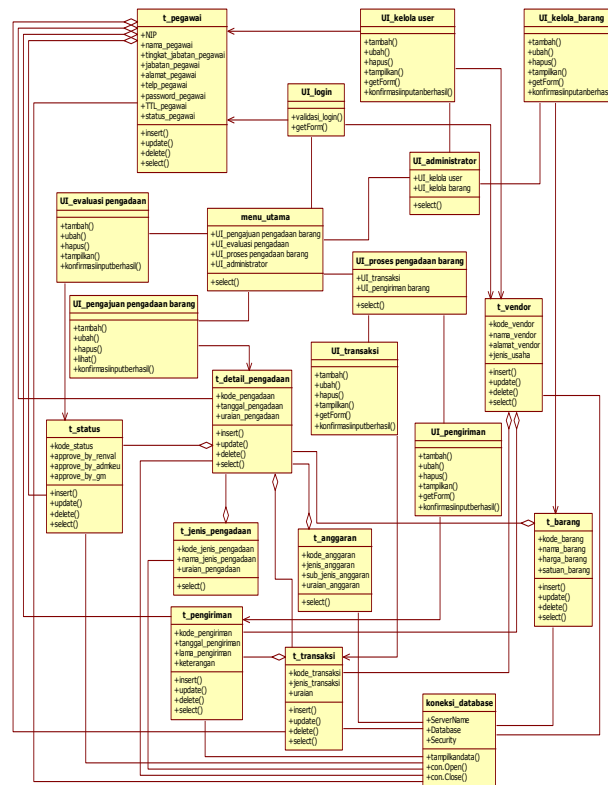 t_pegawai
+NIP
+nama_pegawai
+tingkat_jabatan_pegawai
+jabatan_pegawai
+alamat_pegawai
+telp_pegawai
+password_pegawai
+TTL_pegawai
+status_pegawai
+insert()
+update()
+delete()
+select()
UI_kelola user
+tambah()
+ubah()
+hapus()
+tampilkan()
+getForm()
+konfirmasiinputanberhasil()
UI_kelola_barang
+tambah()
+ubah()
+hapus()
+tampilkan()
+getForm()
+konfirmasiinputanberhasil()
UI_login
+validasi_login()
+getForm()
UI_administrator
+UI_kelola user
+UI_kelola barang
+select()
UI_evaluasi pengadaan
+tambah()
+ubah()
+hapus()
+tampilkan()
+konfirmasiinputberhasil()
menu_utama
+UI_pengajuan pengadaan barang
+UI_evaluasi pengadaan
+UI_proses pengadaan barang
+UI_administrator
+select()
UI_proses pengadaan barang
+UI_transaksi
+UI_pengiriman barang
+select()
UI_pengajuan pengadaan barang
+tambah()
+ubah()
+hapus()
+lihat()
+konfirmasiinputberhasil()
t_vendor
+kode_vendor
+nama_vendor
+alamat_vendor
+jenis_usaha
+insert()
+update()
+delete()
+select()
UI_transaksi
+tambah()
+ubah()
+hapus()
+tampilkan()
+getForm()
+konfirmasiinputberhasil()
t_detail_pengadaan
+kode_pengadaan
+tanggal_pengadaan
+uraian_pengadaan
+insert()
+update()
+delete()
+select()
t_status
+kode_status
+approve_by_renval
+approve_by_admkeu
+approve_by_gm
+insert()
+update()
+delete()
+select()
UI_pengiriman
+tambah()
+ubah()
+hapus()
+tampilkan()
+getForm()
+konfirmasiinputberhasil()
t_barang
+kode_barang
+nama_barang
+harga_barang
+satuan_barang
+insert()
+update()
+delete()
+select()
t_jenis_pengadaan
+kode_jenis_pengadaan
+nama_jenis_pengadaan
+uraian_pengadaan
+select()
t_anggaran
+kode_anggaran
+jenis_anggaran
+sub_jenis_anggaran
+uraian_anggaran
+select()
t_pengiriman
+kode_pengiriman
+tanggal_pengiriman
+lama_pengiriman
+keterangan
+insert()
+update()
+delete()
+select()
t_transaksi
+kode_transaksi
+jenis_transaksi
+uraian
+insert()
+update()
+delete()
+select()
koneksi_database
+ServerName
+Database
+Security
+tampilkandata()
+con.Open()
+con.Close()